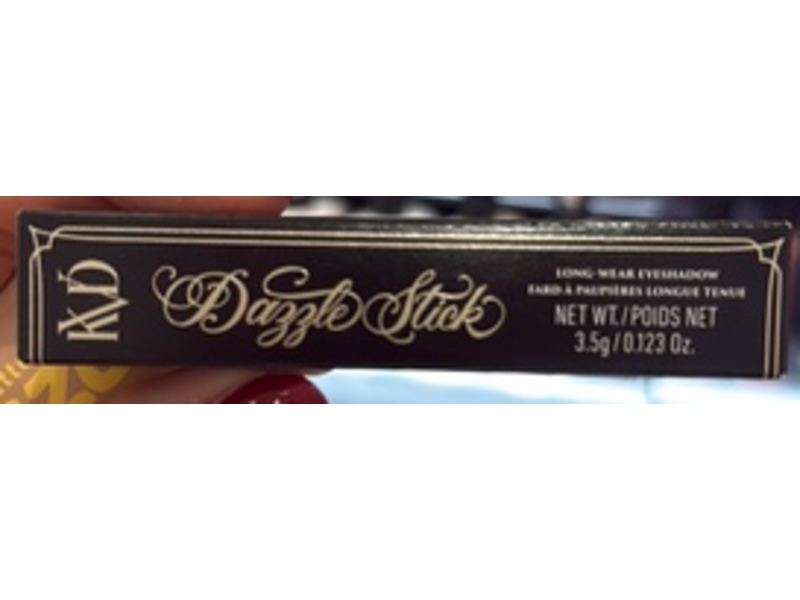 KVD
Dazzle Stick
LONG-WEAR EYESHADOW
FARD À PAUPIÈRES LONGUE TENUE
NET WT./POIDS NET
3.5g/0.123 Oz.